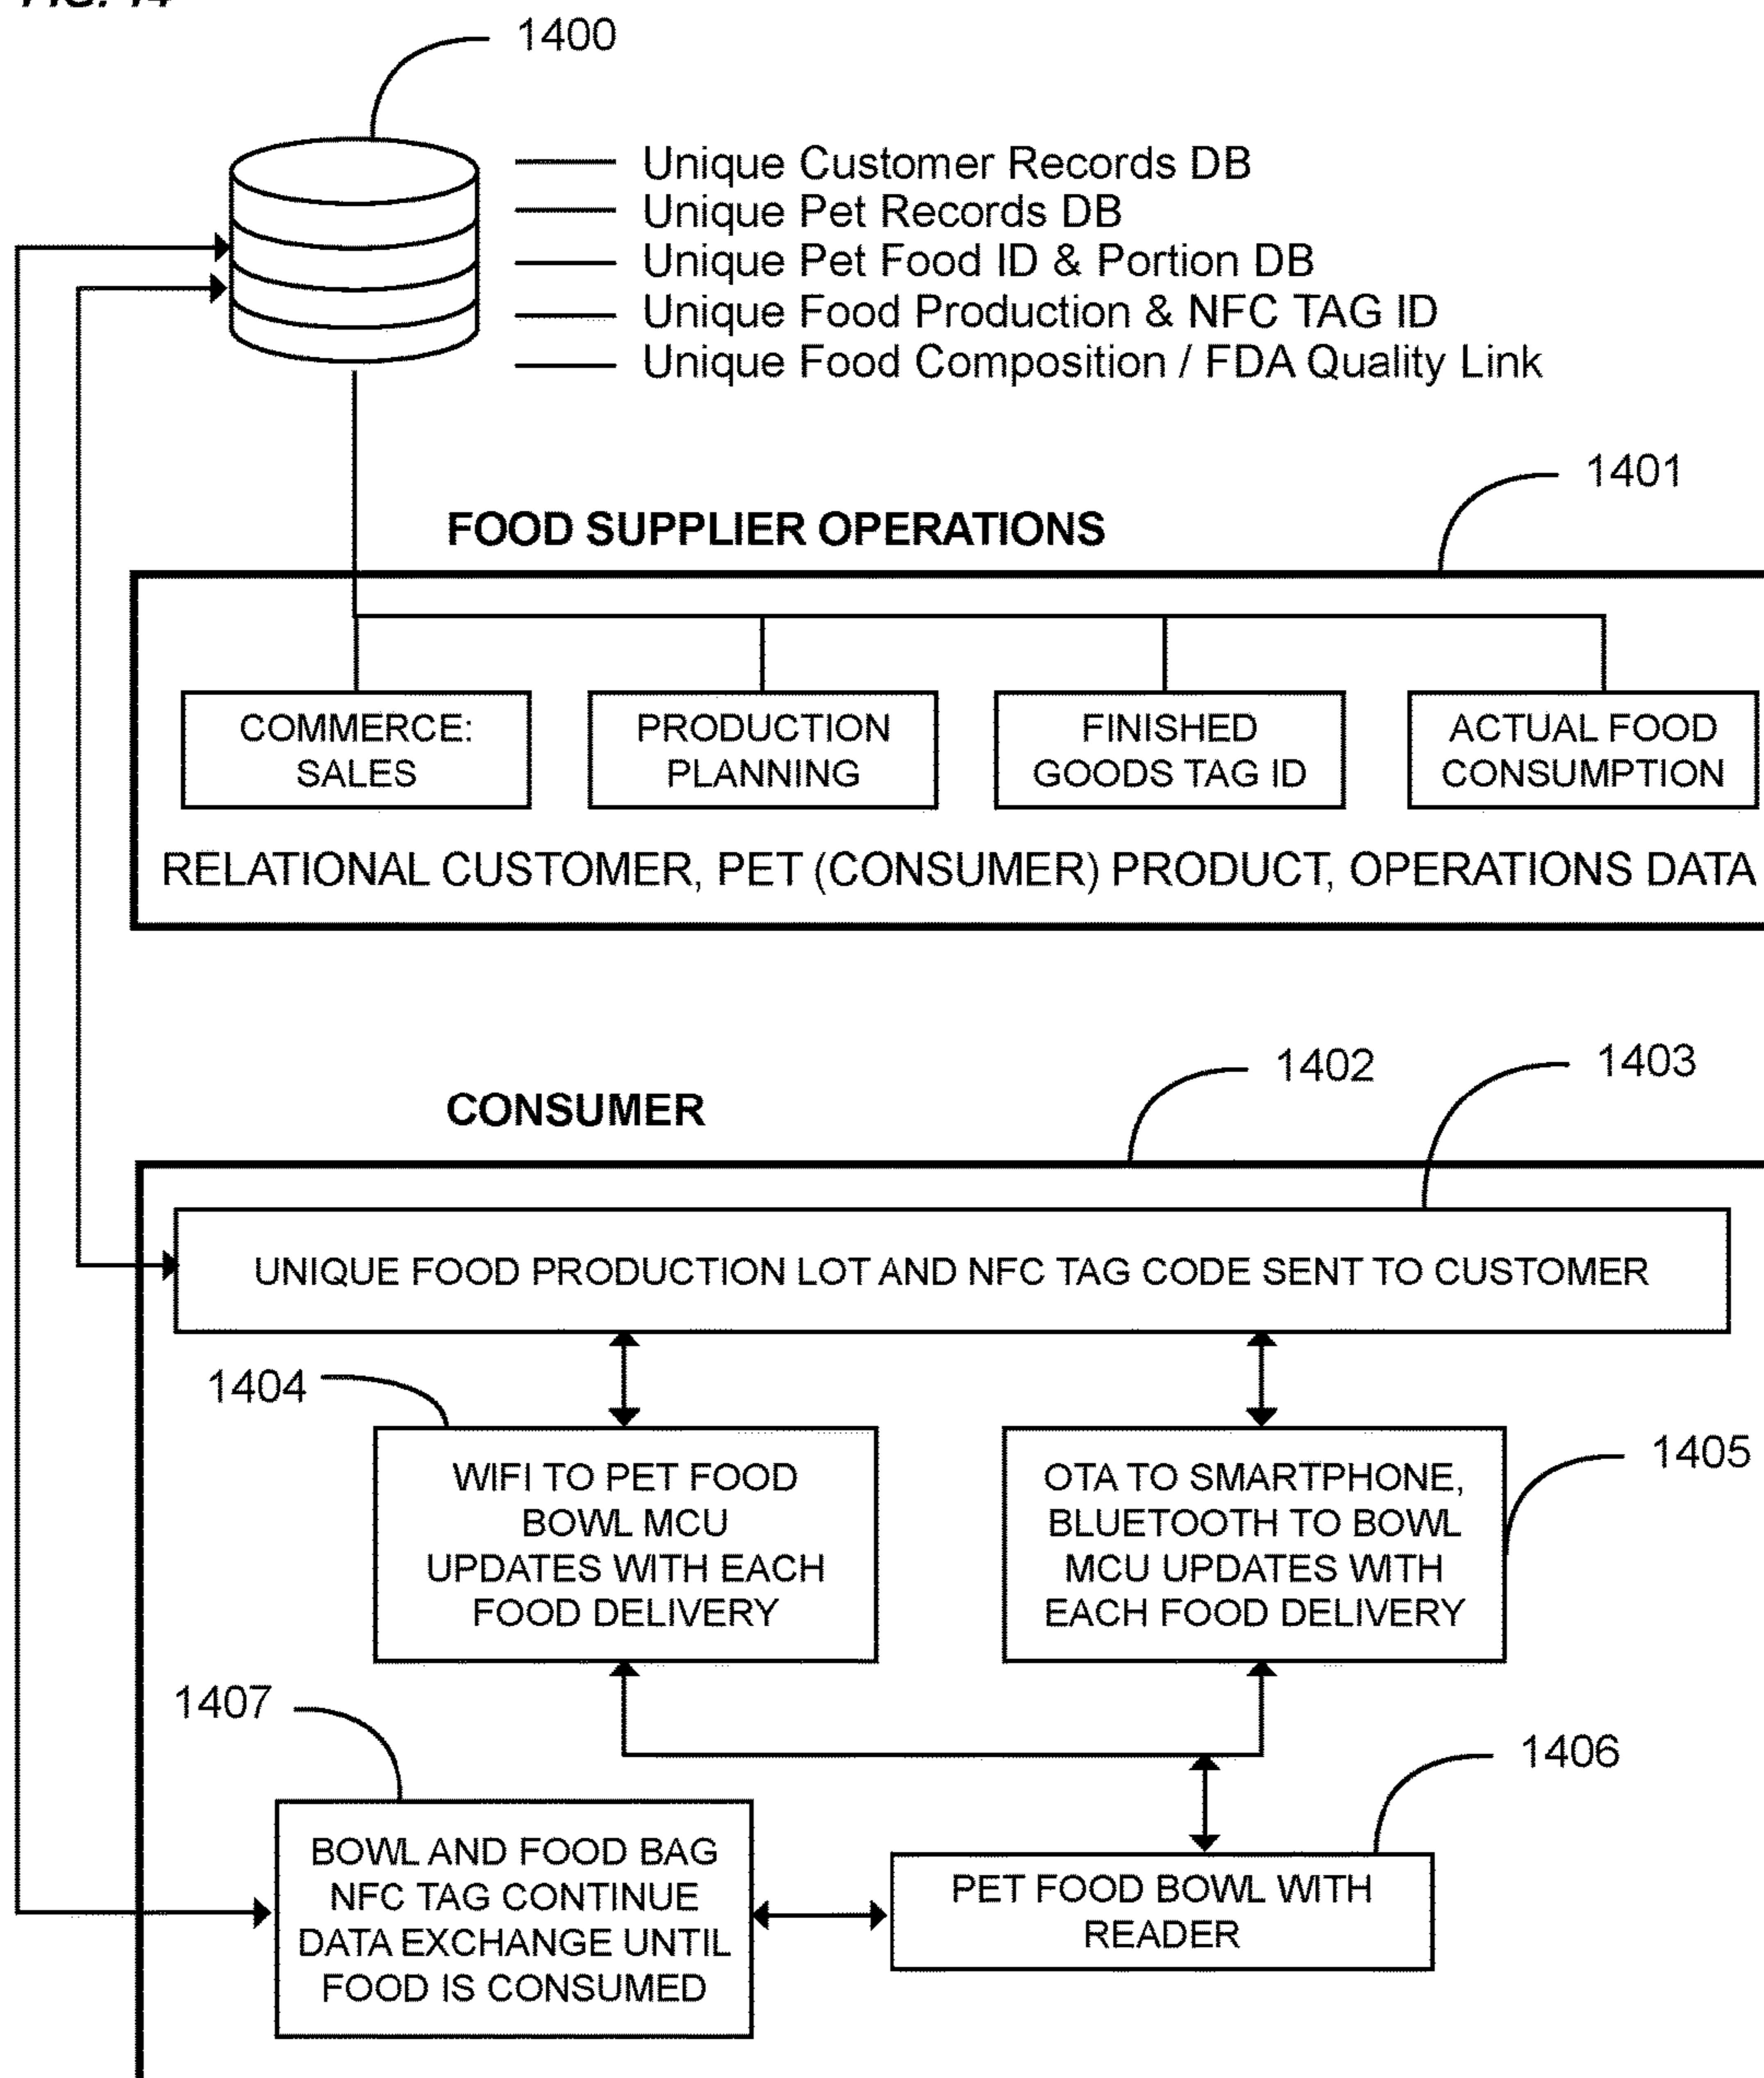 FIG. 14
1400
Unique Customer Records DB
Unique Pet Records DB
Unique Pet Food ID & Portion DB
Unique Food Production & NFC TAG ID
Unique Food Composition / FDA Quality Link
1401
FOOD SUPPLIER OPERATIONS
COMMERCE:
SALES
PRODUCTION
PLANNING
FINISHED
GOODS TAG ID
ACTUAL FOOD
CONSUMPTION
RELATIONAL CUSTOMER, PET (CONSUMER) PRODUCT, OPERATIONS DATA
1402
1403
CONSUMER
UNIQUE FOOD PRODUCTION LOT AND NFC TAG CODE SENT TO CUSTOMER
1404
WIFI TO PET FOOD
BOWL MCU
UPDATES WITH EACH
FOOD DELIVERY
OTA TO SMARTPHONE,
BLUETOOTH TO BOWL
MCU UPDATES WITH
EACH FOOD DELIVERY
1405
1407
BOWL AND FOOD BAG
NFC TAG CONTINUE
DATA EXCHANGE UNTIL
FOOD IS CONSUMED
1406
PET FOOD BOWL WITH
READER